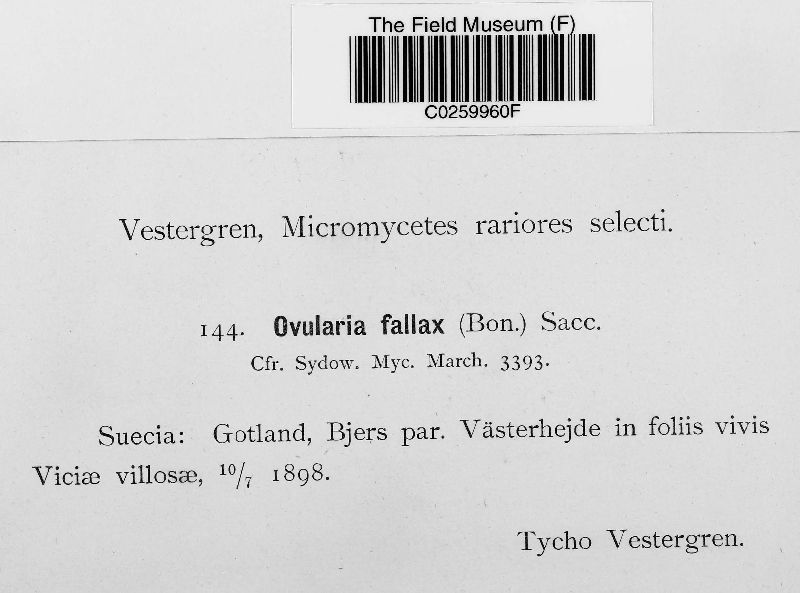 The Field Museum (F)
C0259960F
Vestergren, Micromycetes rariores selecti.
144. Ovularia fallax (Bon.) Sacc.
Cfr. Sydow. Myc. March. 3393.
Suecia: Gotland, Bjers par. Västerhejde in foliis vivis
Viciæ villosæ, 10/7 1898.
Tycho Vestergren.